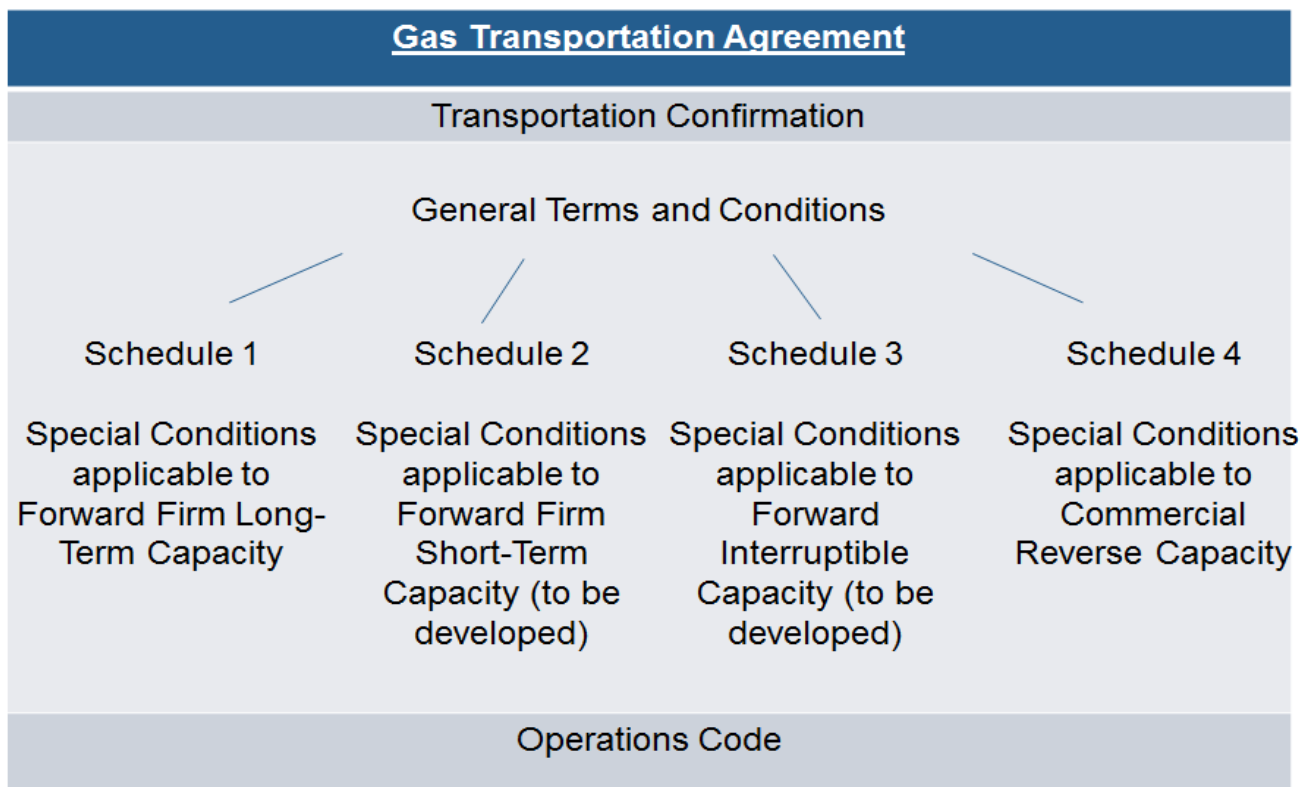 Gas Transportation Agreement
Transportation Confirmation
General Terms and Conditions
Schedule 1
Special Conditions
applicable to
Forward Firm Long-
Term Capacity
Schedule 2
Special Conditions
applicable to
Forward Firm
Short-Term
Capacity (to be
developed)
Schedule 3
Special Conditions
applicable to
Forward
Interruptible
Capacity (to be
developed)
Schedule 4
Special Conditions
applicable to
Commercial
Reverse Capacity
Operations Code